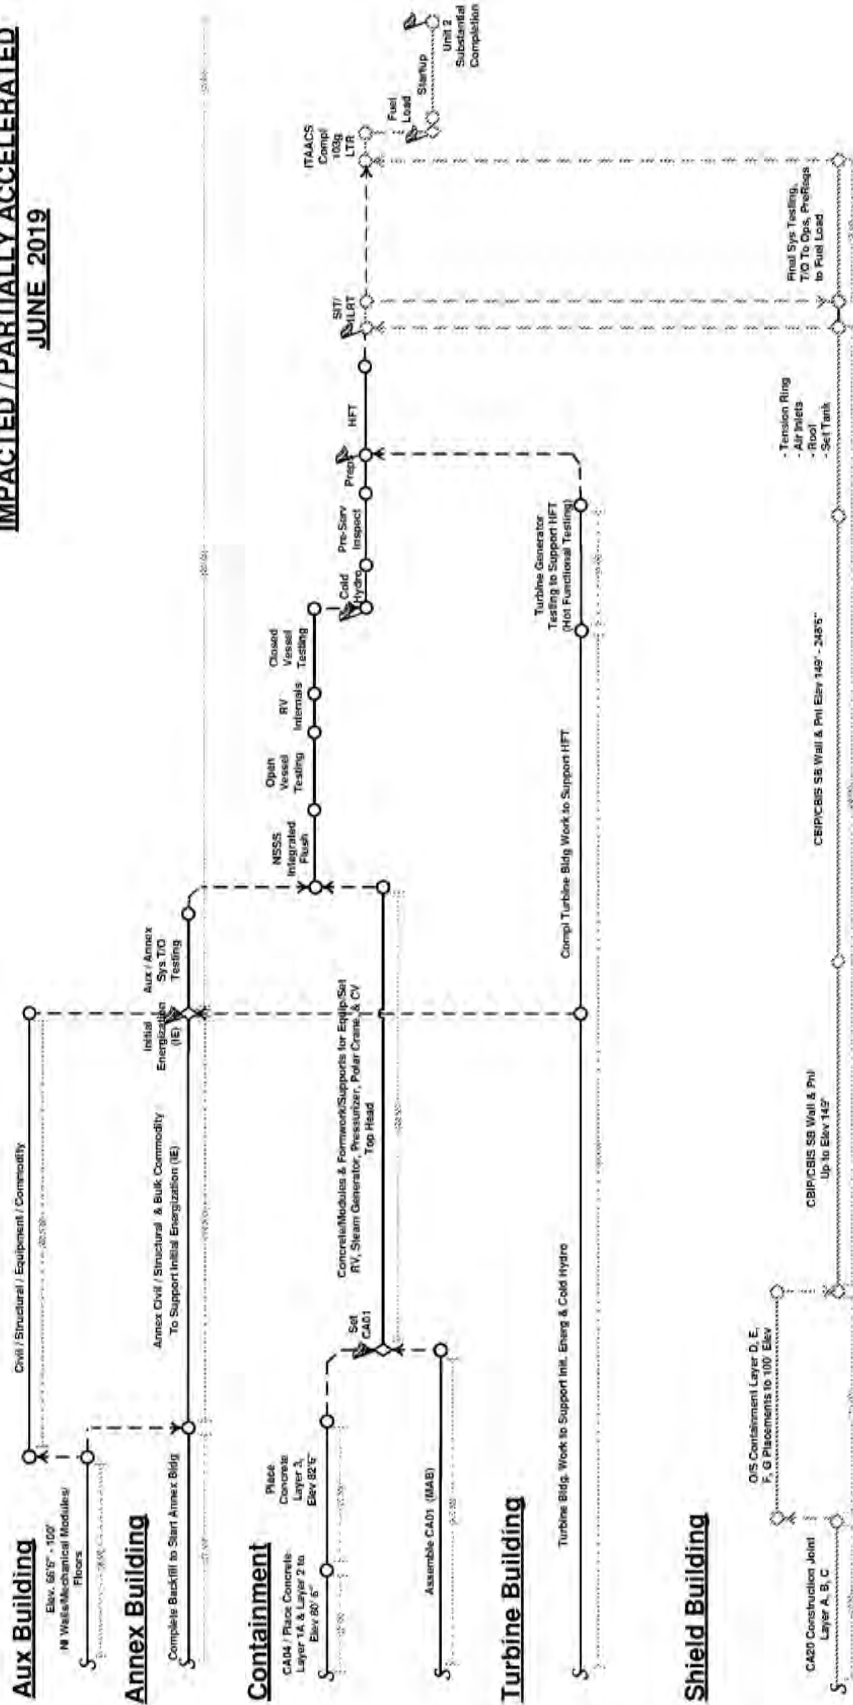 IMPACTED / PARTIALLY ACCELERATED
JUNE 2019
Aux Building
Elev. 66'6" - 100'
NI Walls/Mechanical Modules/
Floors
Civil / Structural / Equipment / Commodity
Annex Building
Complete Backfill to Start Annex Bldg
Annex Civil / Structural & Bulk Commodity
To Support Initial Energization (IE)
Initial
Energization
(IE)
Aux / Annex
Sys T/O
Testing
Containment
CA04 / Place Concrete
Layer 1A & Layer 2 to
Elev 80' 6"
Place
Concrete
Layer 3,
Elev 82'6"
Set
CA01
Assemble CA01 (MAB)
Concrete/Modules & Formwork/Supports for Equip/Set
RV, Steam Generator, Pressurizer, Polar Crane, & CV
Top Head
NSSS
Integrated
Flush
Open
Vessel
Testing
RV
Internals
Closed
Vessel
Testing
Cold
Hydro
Pre-Serv
Inspect
Preps
HFT
SIT/
ILRT
ITAACS
Compl
103g
LTR
Fuel
Load
Startup
Unit 2
Substantial
Completion
Turbine Building
Turbine Bldg. Work to Support Init. Energ & Cold Hydro
Compl Turbine Bldg Work to Support HFT
Turbine Generator
Testing to Support HFT
(Hot Functional Testing)
Shield Building
CA20 Construction Joint
Layer A, B, C
O/S Containment Layer D, E,
F, G Placements to 100' Elev
CBIP/CBIS SB Wall & Pnl
Up to Elev 149'
CBIP/CBIS SB Wall & Pnl Elev 149' - 248'6"
- Tension Ring
- Air Inlets
- Roof
- Set Tank
Final Sys Testing,
T/O To Ops, PreReqs
to Fuel Load